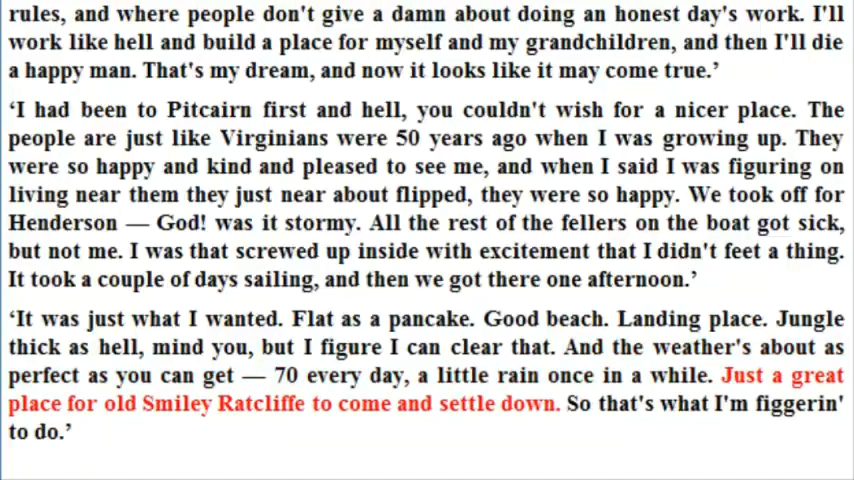 rules, and where people don't give a damn about doing an honest day's work. I'll
work like hell and build a place for myself and my grandchildren, and then I'll die
a happy man. That's my dream, and now it looks like it may come true.’
‘I had been to Pitcairn first and hell, you couldn't wish for a nicer place. The
people are just like Virginians were 50 years ago when I was growing up. They
were so happy and kind and pleased to see me, and when I said I was figuring on
living near them they just near about flipped, they were so happy. We took off for
Henderson — God! was it stormy. All the rest of the fellers on the boat got sick,
but not me. I was that screwed up inside with excitement that I didn't feet a thing.
It took a couple of days sailing, and then we got there one afternoon.’
‘It was just what I wanted. Flat as a pancake. Good beach. Landing place. Jungle
thick as hell, mind you, but I figure I can clear that. And the weather's about as
perfect as you can get — 70 every day, a little rain once in a while. Just a great
place for old Smiley Ratcliffe to come and settle down. So that's what I'm figgerin'
to do.’